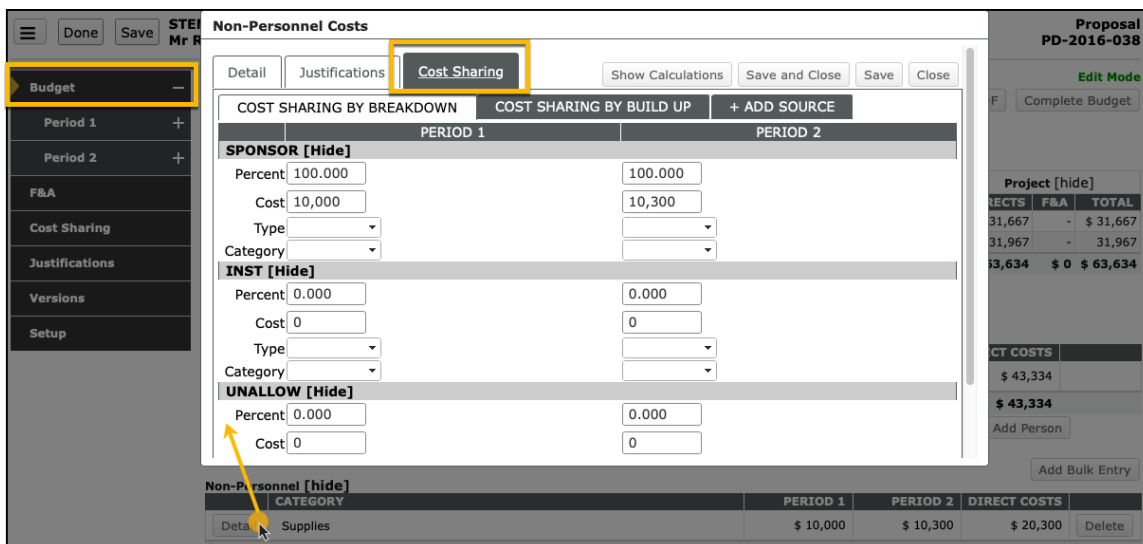 Done Save STE Non-Personnel Costs Proposal
Mr R PD-2016-038
Detail Justifications Cost Sharing Show Calculations Save and Close Save Close Edit Mode
Budget
COST SHARING BY BREAKDOWN COST SHARING BY BUILD UP + ADD SOURCE F Complete Budget
Period 1
PERIOD 1 PERIOD 2
SPONSOR [Hide]
Period 2
Percent 100.000 100.000
Project [hide]
F&A
Cost 10,000 10,300 RECTS F&A TOTAL
Type 31,667 - $ 31,667
Cost Sharing
Category 31,967 - 31,967
INST [Hide]
Justifications
53,634 $ 0 $ 63,634
Percent 0.000 0.000
Versions
Cost 0 0
Setup
Type
CT COSTS
Category $ 43,334
UNALLOW [Hide]
$ 43,334
Percent 0.000 0.000
Add Person
Cost 0 0
Add Bulk Entry
Non-Personnel [hide]
CATEGORY PERIOD 1 PERIOD 2 DIRECT COSTS
Deta Supplies $ 10,000 $ 10,300 $ 20,300 Delete